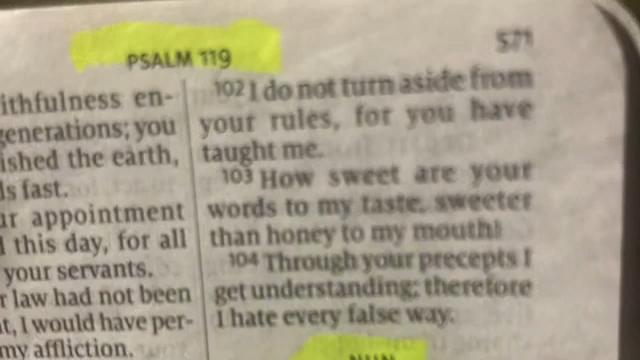 PSALM 119
571
ithfulness en-
generations; you
ished the earth,
ds fast.
ur appointment
d this day, for all
your servants.
r law had not been
t, I would have per-
my affliction.
102 I do not turn aside from
your rules, for you have
taught me.
103 How sweet are your
words to my taste, sweeter
than honey to my mouth!
104 Through your precepts I
get understanding; therefore
I hate every false way.
NUN